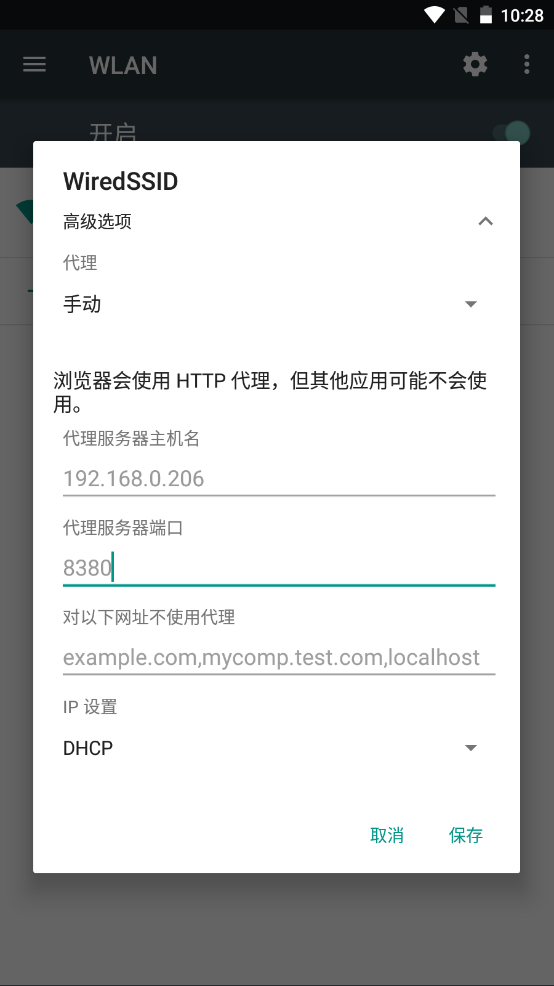 10:28
WLAN
开启
WiredSSID
高级选项
代理
手动
浏览器会使用 HTTP 代理，但其他应用可能不会使
用。
代理服务器主机名
192.168.0.206
代理服务器端口
8380
对以下网址不使用代理
example.com,mycomp.test.com,localhost
IP 设置
DHCP
取消
保存